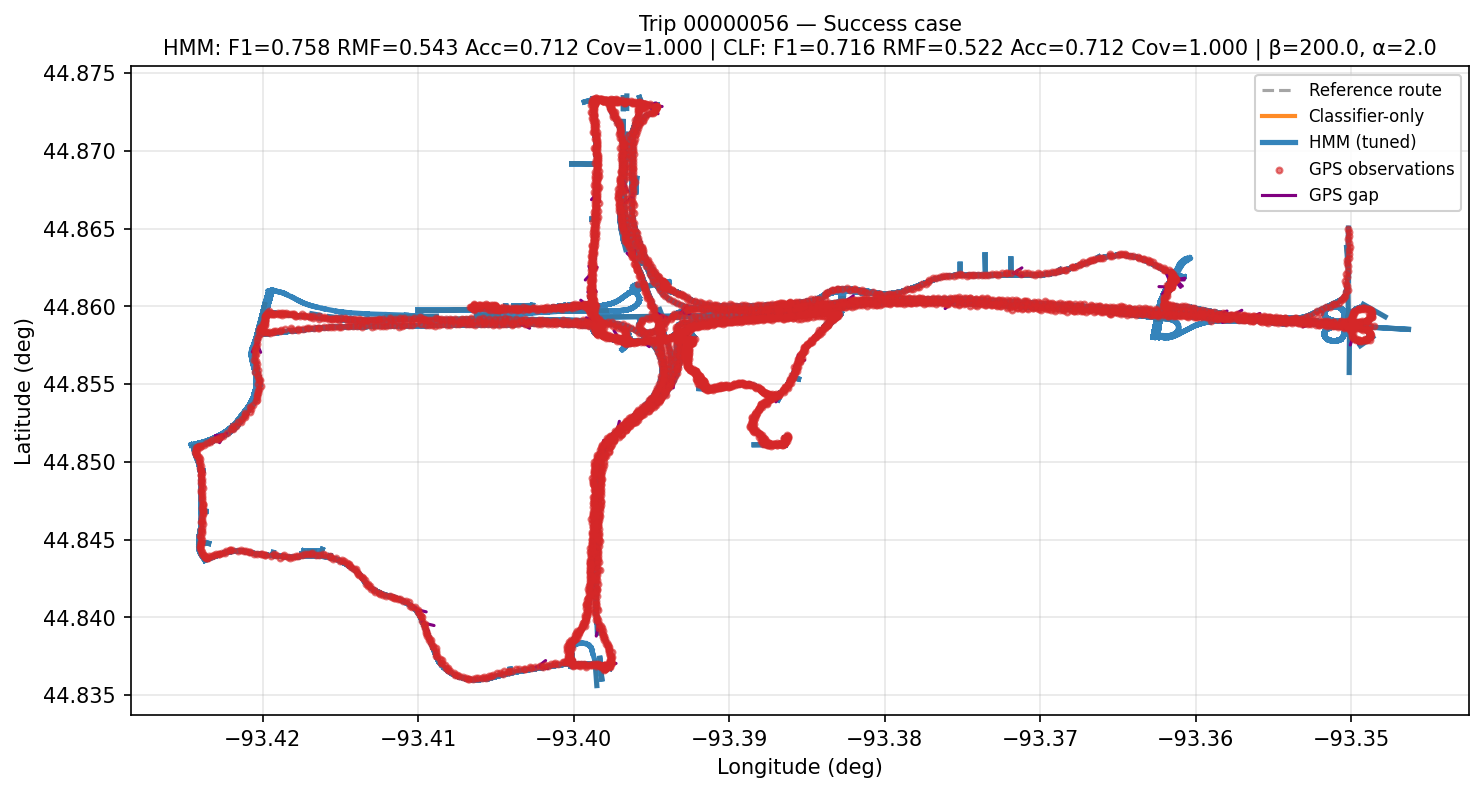 Trip 00000056 — Success case
HMM: F1=0.758 RMF=0.543 Acc=0.712 Cov=1.000 | CLF: F1=0.716 RMF=0.522 Acc=0.712 Cov=1.000 | β=200.0, α=2.0
Reference route
Classifier-only
HMM (tuned)
GPS observations
GPS gap
Latitude (deg)
44.875
44.870
44.865
44.860
44.855
44.850
44.845
44.840
44.835
−93.42 −93.41 −93.40 −93.39 −93.38 −93.37 −93.36 −93.35
Longitude (deg)